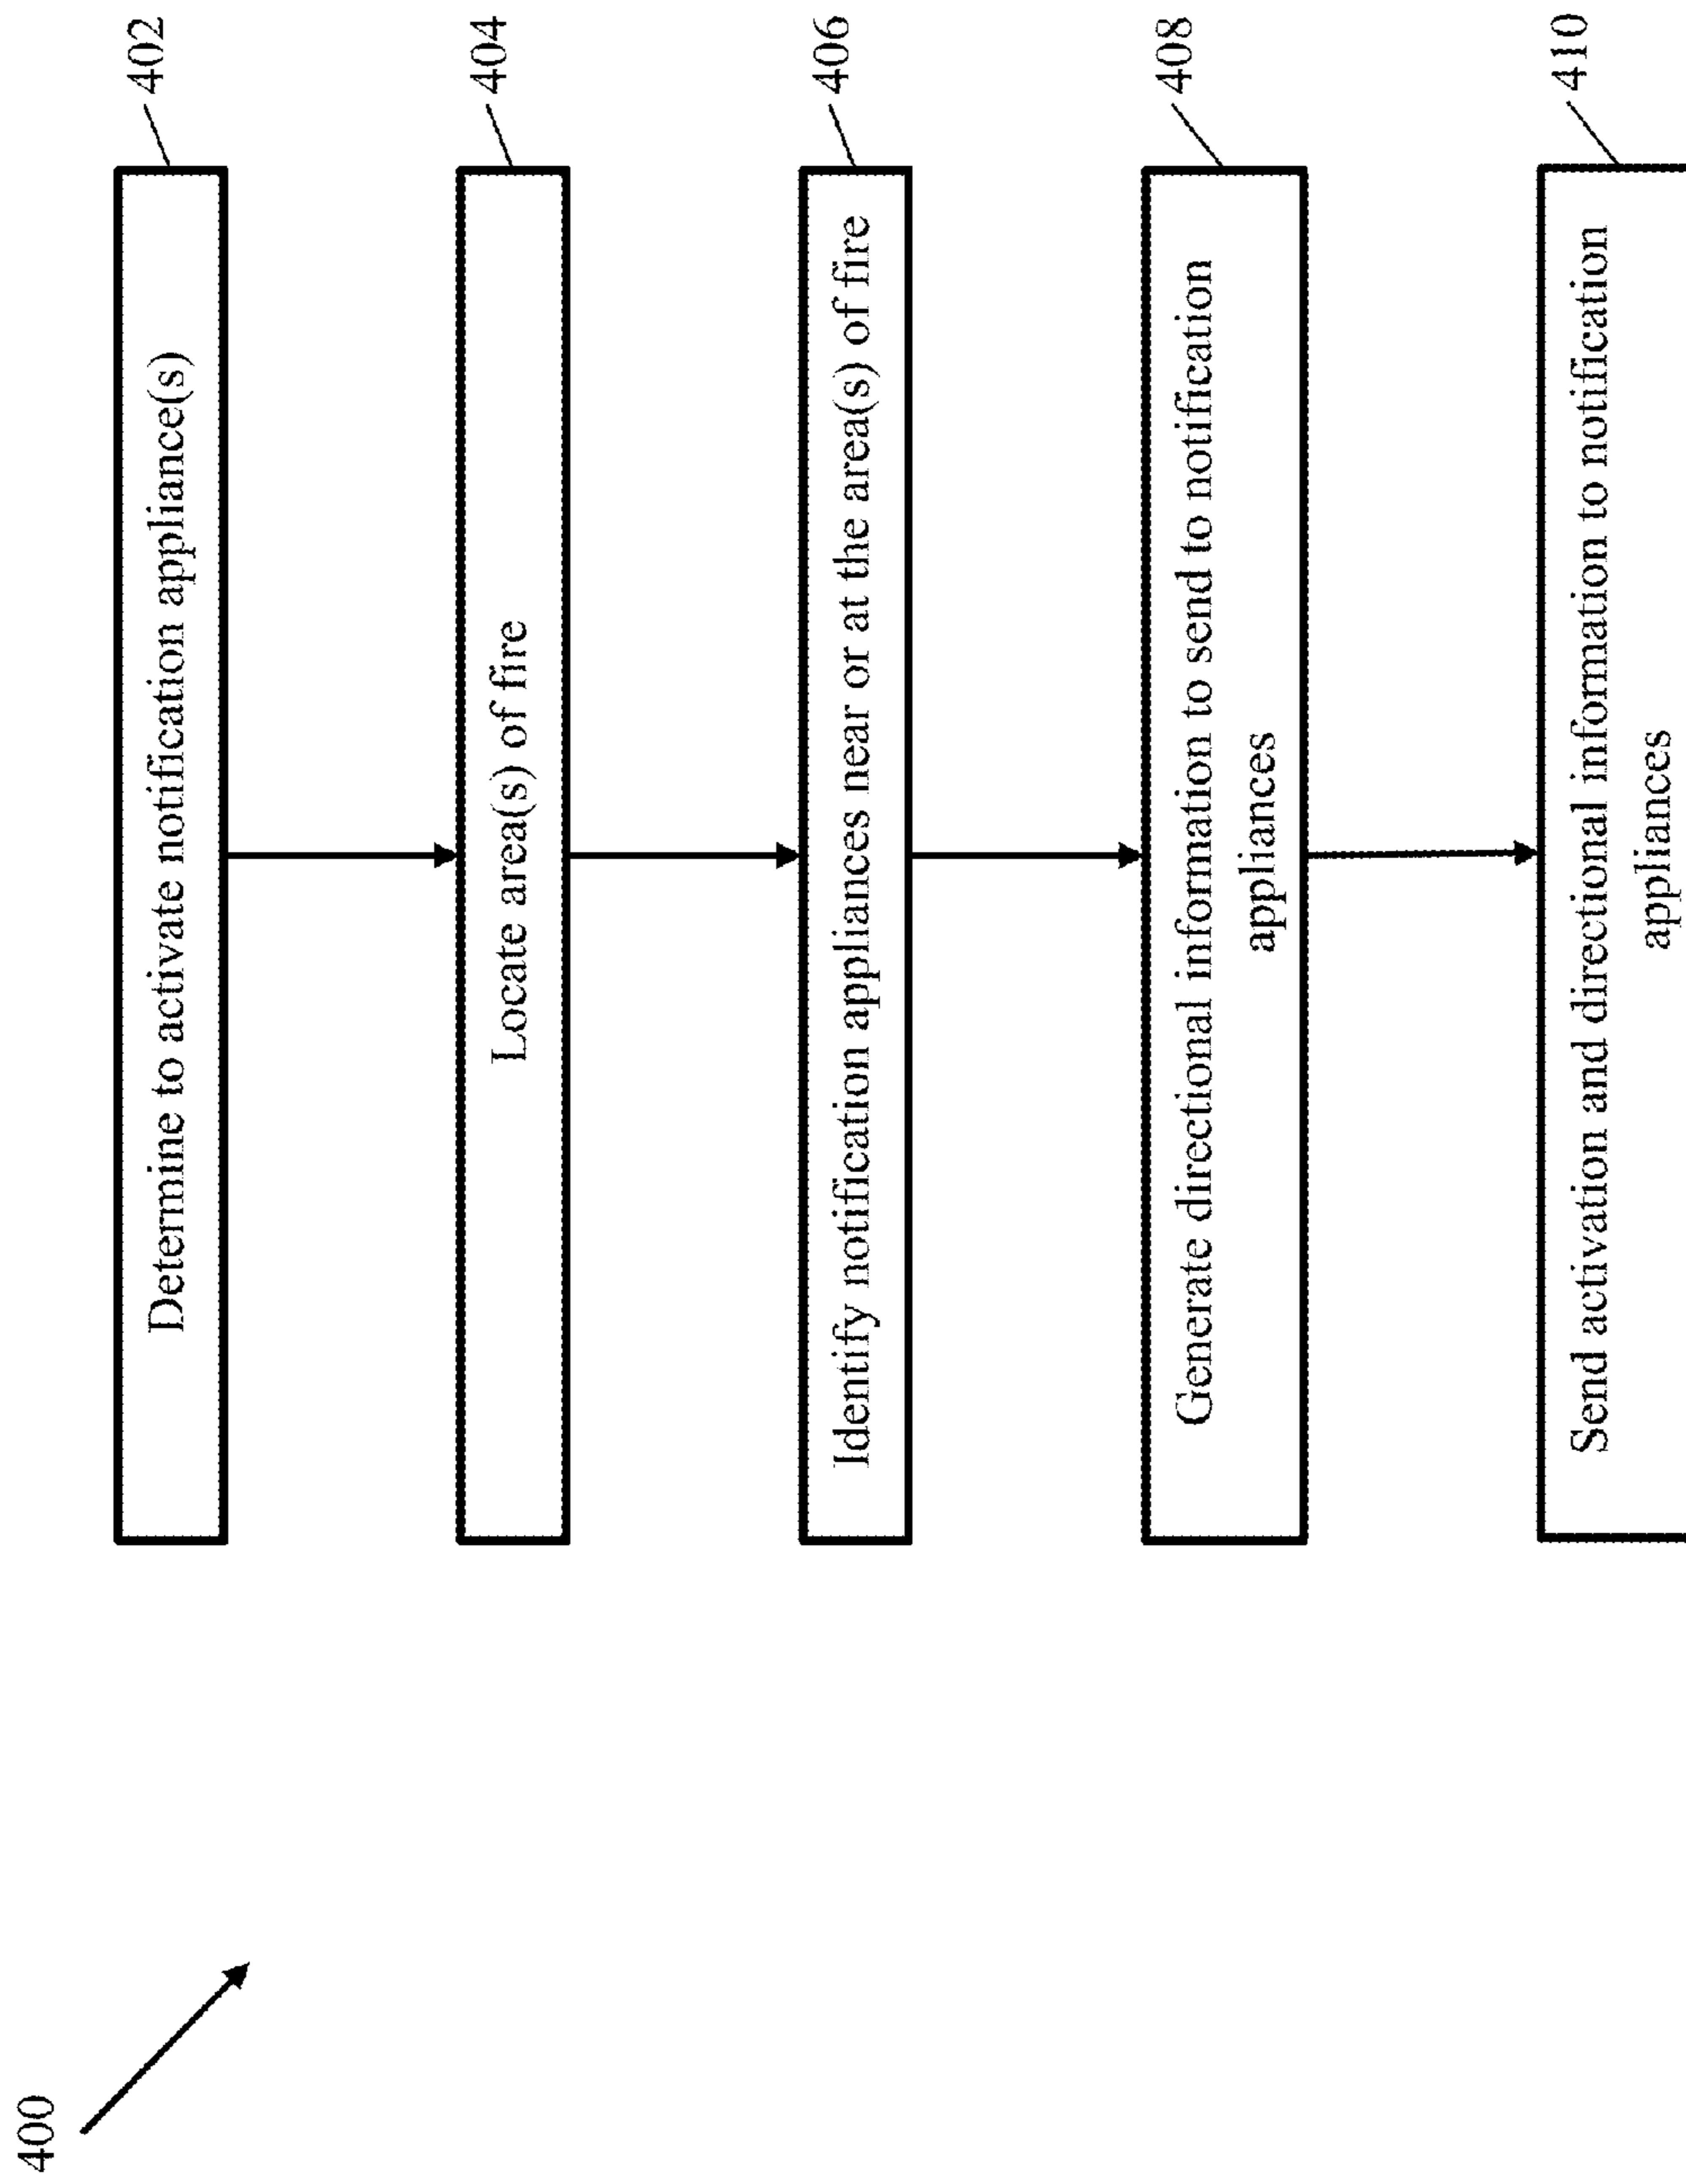 400
Determine to activate notification appliance(s)
402
Locate area(s) of fire
404
Identify notification appliances near or at the area(s) of fire
406
Generate directional information to send to notification
appliances
408
Send activation and directional information to notification
appliances
410